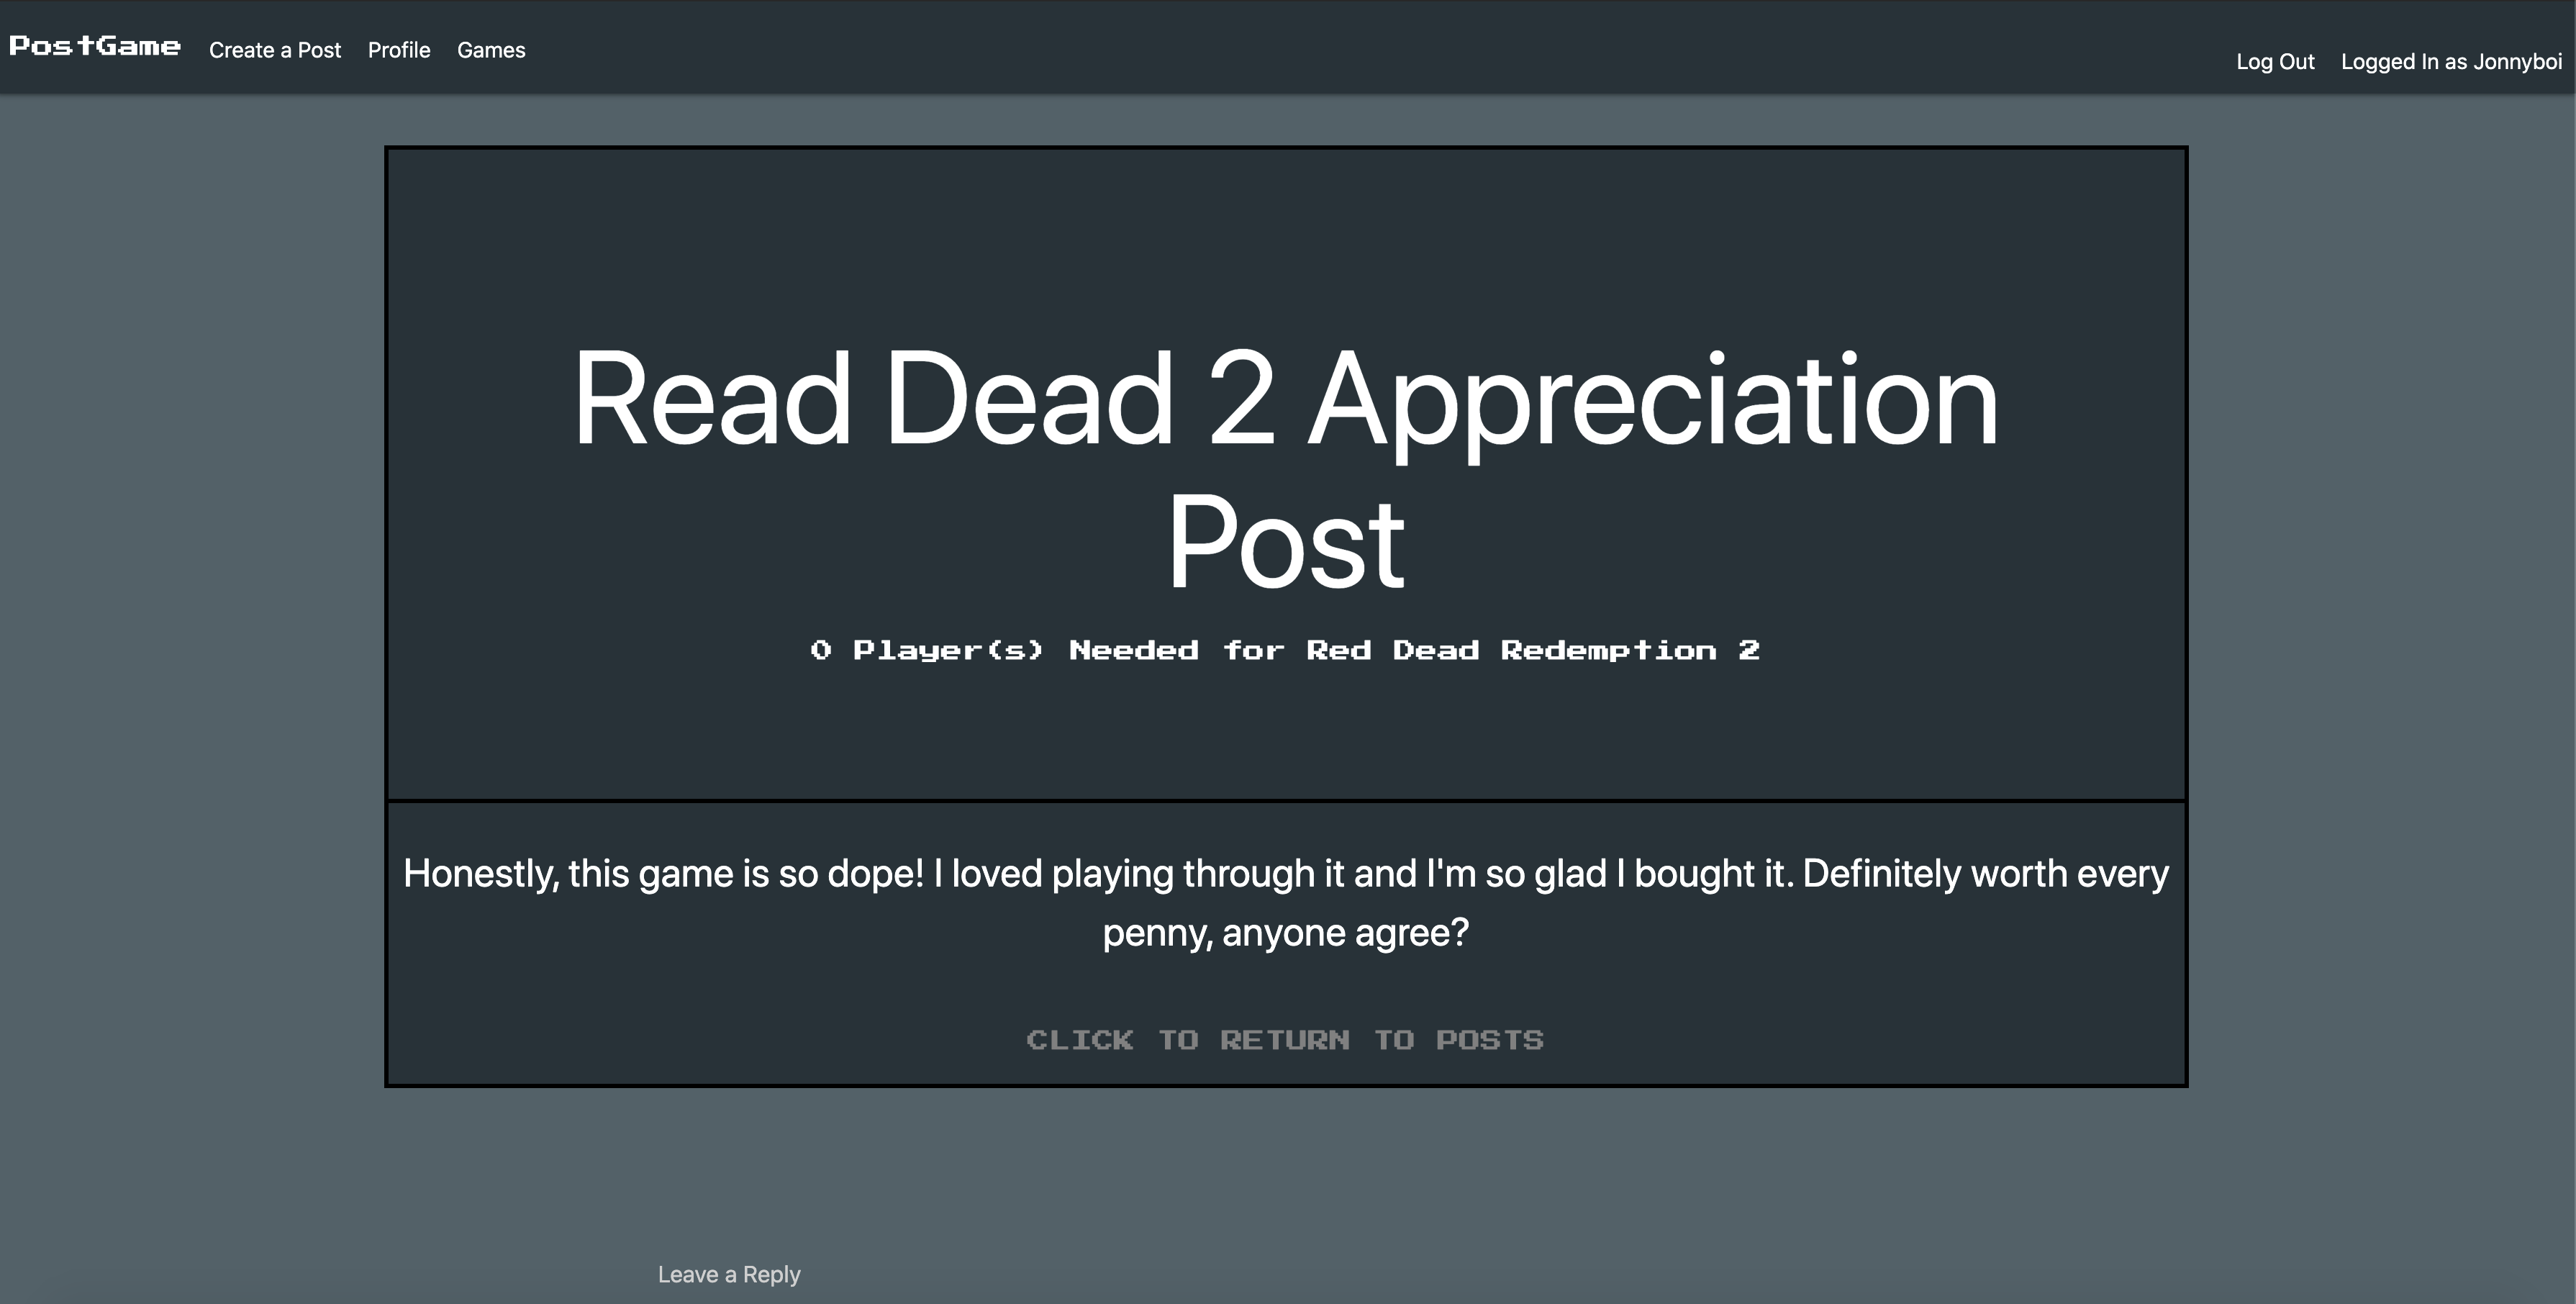 PostGame Create a Post Profile Games Log Out Logged In as Jonnyboi
Read Dead 2 Appreciation
Post
0 Player(s) Needed for Red Dead Redemption 2
Honestly, this game is so dope! I loved playing through it and I'm so glad I bought it. Definitely worth every
penny, anyone agree?
CLICK TO RETURN TO POSTS
Leave a Reply